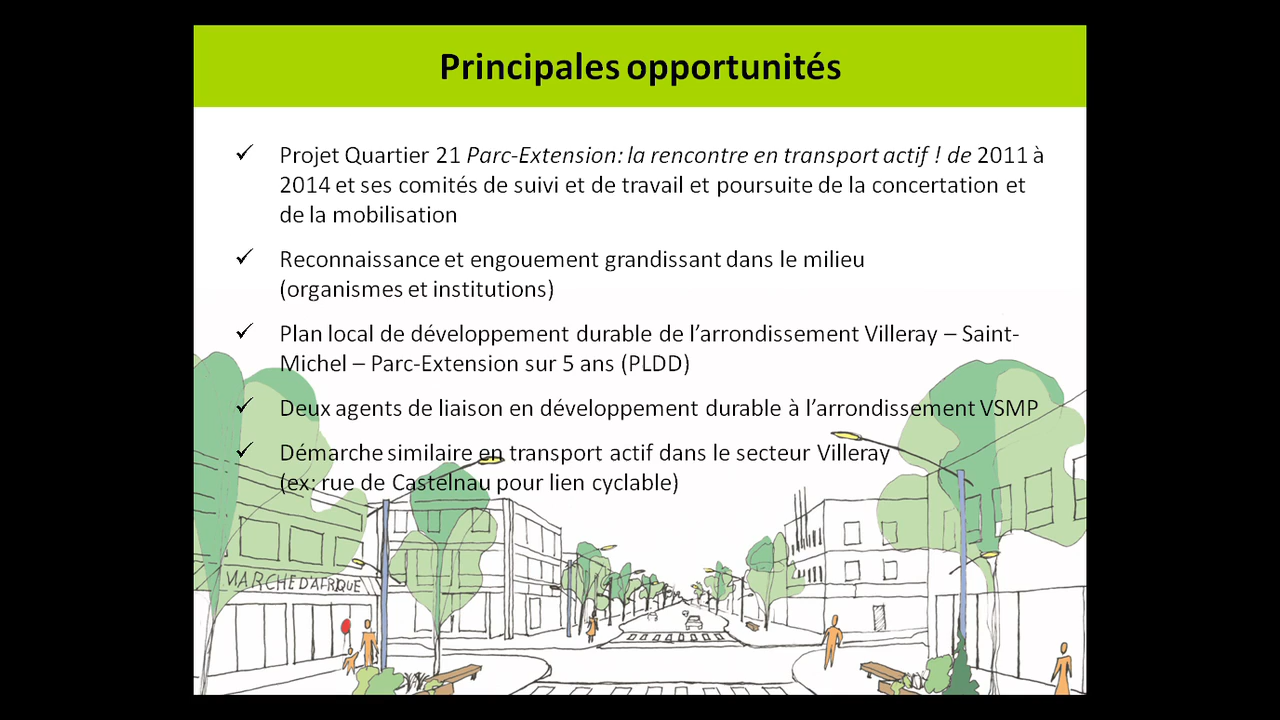 Principales opportunités
✓ Projet Quartier 21 Parc-Extension: la rencontre en transport actif ! de 2011 à
2014 et ses comités de suivi et de travail et poursuite de la concertation et
de la mobilisation
✓ Reconnaissance et engouement grandissant dans le milieu
(organismes et institutions)
✓ Plan local de développement durable de l’arrondissement Villeray – Saint-
Michel – Parc-Extension sur 5 ans (PLDD)
✓ Deux agents de liaison en développement durable à l’arrondissement VSMP
✓ Démarche similaire en transport actif dans le secteur Villeray
(ex: rue de Castelnau pour lien cyclable)
MARCHÉ D'AFRIQUE